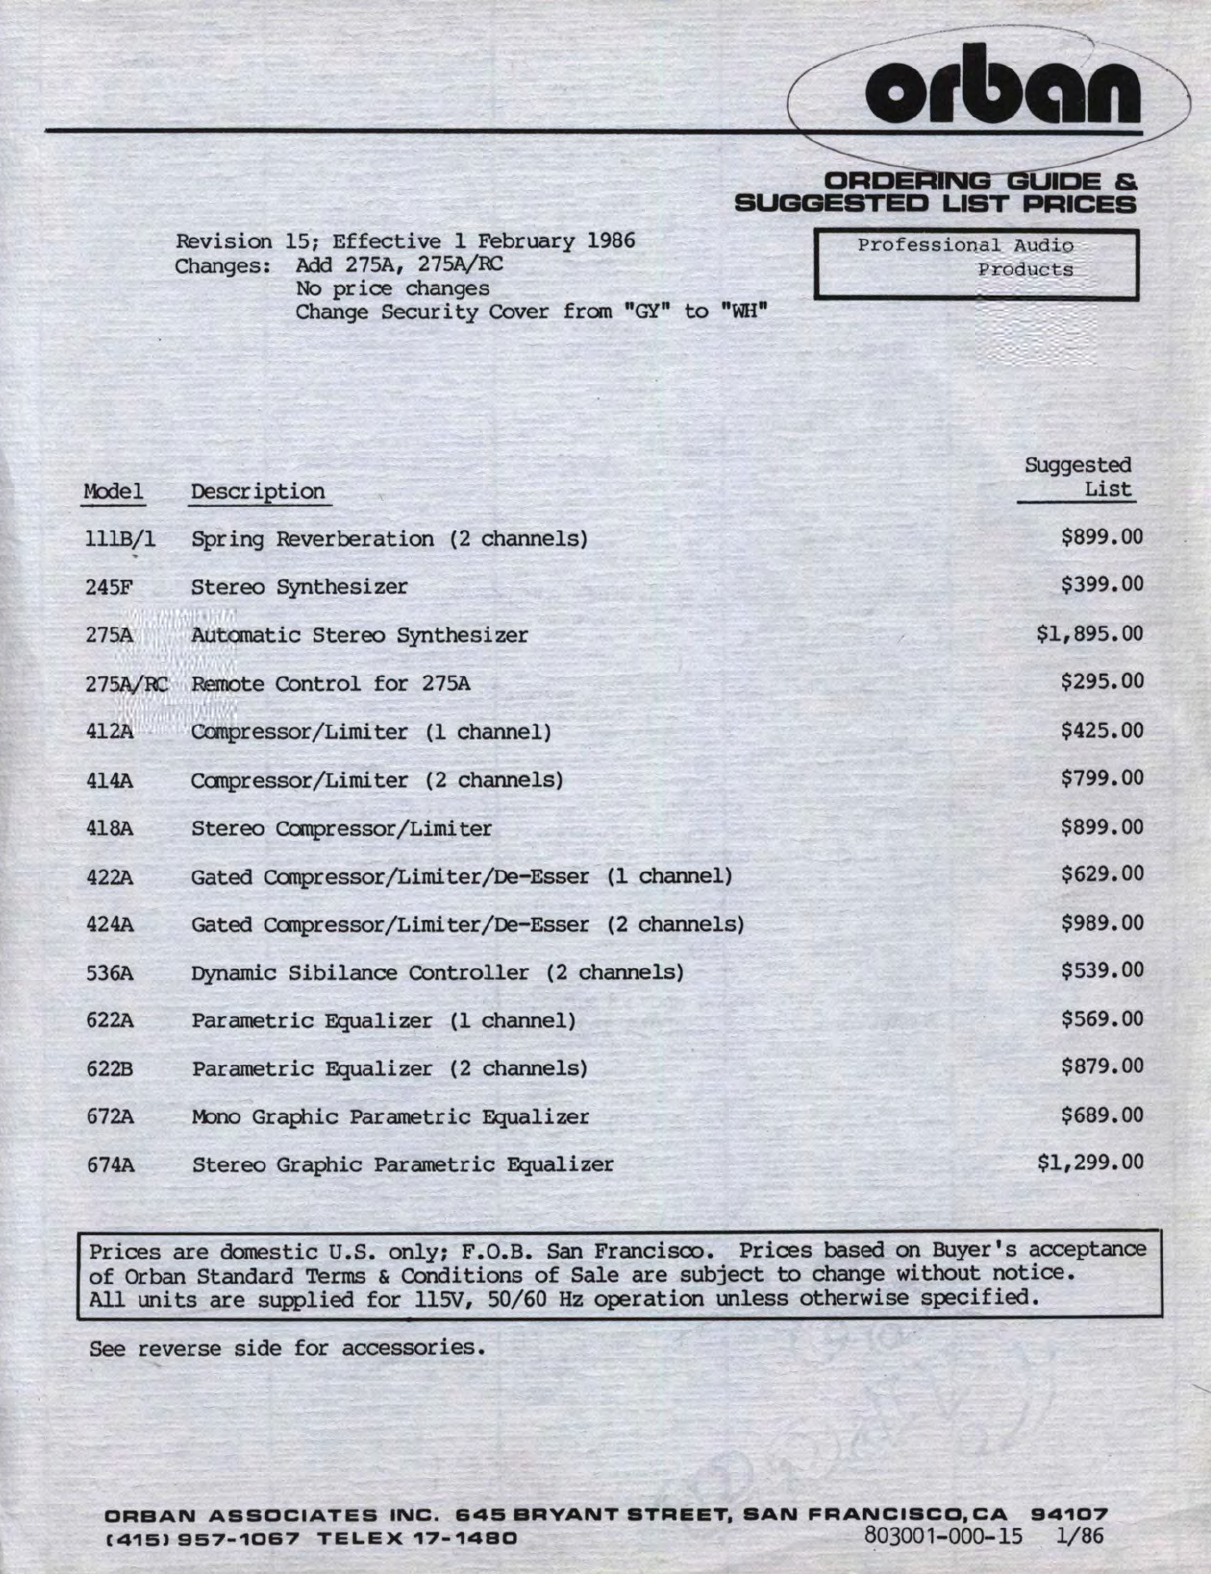 orban
ORDERING GUIDE &
SUGGESTED LIST PRICES
Professional Audio
Products
Revision 15; Effective 1 February 1986
Changes: Add 275A, 275A/RC
No price changes
Change Security Cover from "GY" to "WH"
Suggested
Model Description List
111B/1 Spring Reverberation (2 channels) $899.00
245F Stereo Synthesizer $399.00
275A Automatic Stereo Synthesizer $1,895.00
275A/RC Remote Control for 275A $295.00
412A Compressor/Limiter (1 channel) $425.00
414A Compressor/Limiter (2 channels) $799.00
418A Stereo Compressor/Limiter $899.00
422A Gated Compressor/Limiter/De-Esser (1 channel) $629.00
424A Gated Compressor/Limiter/De-Esser (2 channels) $989.00
536A Dynamic Sibilance Controller (2 channels) $539.00
622A Parametric Equalizer (1 channel) $569.00
622B Parametric Equalizer (2 channels) $879.00
672A Mono Graphic Parametric Equalizer $689.00
674A Stereo Graphic Parametric Equalizer $1,299.00
Prices are domestic U.S. only; F.O.B. San Francisco. Prices based on Buyer's acceptance
of Orban Standard Terms & Conditions of Sale are subject to change without notice.
All units are supplied for 115V, 50/60 Hz operation unless otherwise specified.
See reverse side for accessories.
ORBAN ASSOCIATES INC. 645 BRYANT STREET, SAN FRANCISCO, CA 94107
(415) 957-1067 TELEX 17-1480 803001-000-15 1/86